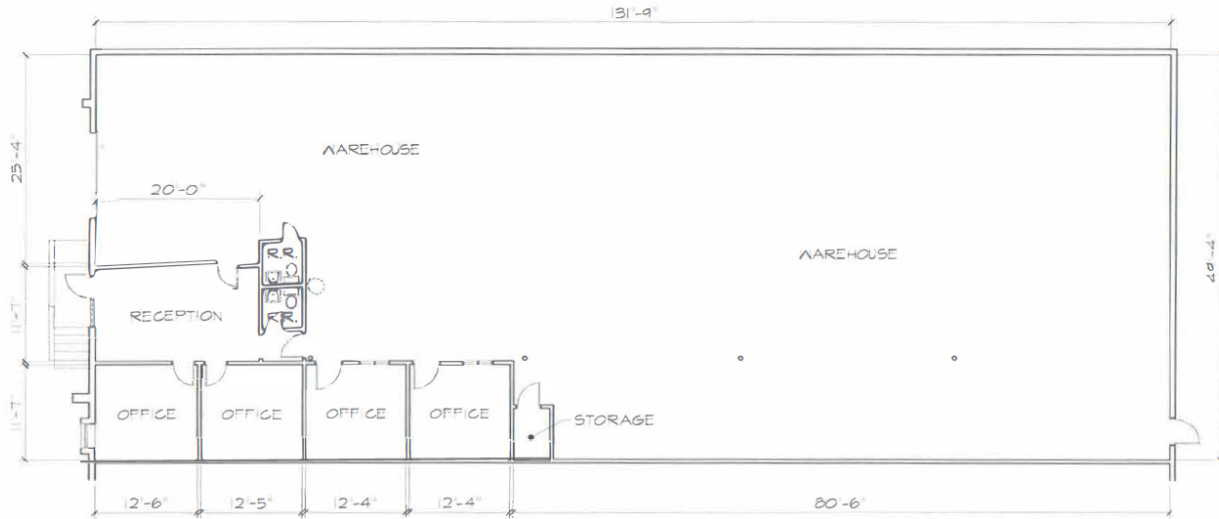 131'-9"
WAREHOUSE
25'-4"
20'-0"
WAREHOUSE
49'-4"
RECEPTION
11'-7"
OFFICE
OFFICE
OFFICE
OFFICE
STORAGE
11'-7"
12'-6"
12'-5"
12'-4"
12'-4"
80'-6"